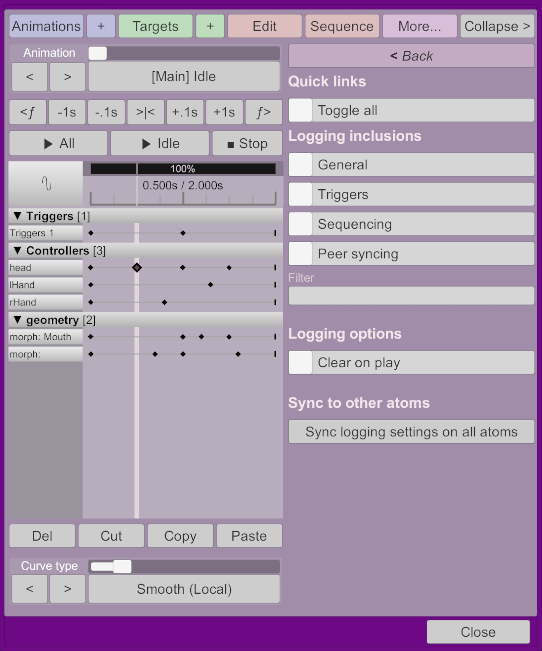 Animations + Targets + Edit Sequence More... Collapse >
Animation
< > [Main] Idle
<ƒ -1s -.1s >|< +.1s +1s ƒ>
▶ All ▶ Idle ■ Stop
100%
0.500s / 2.000s
▼ Triggers [1]
Triggers 1
▼ Controllers [3]
head
lHand
rHand
▼ geometry [2]
morph: Mouth
morph:
Del Cut Copy Paste
Curve type
< > Smooth (Local)
< Back
Quick links
Toggle all
Logging inclusions
General
Triggers
Sequencing
Peer syncing
Filter
Logging options
Clear on play
Sync to other atoms
Sync logging settings on all atoms
Close